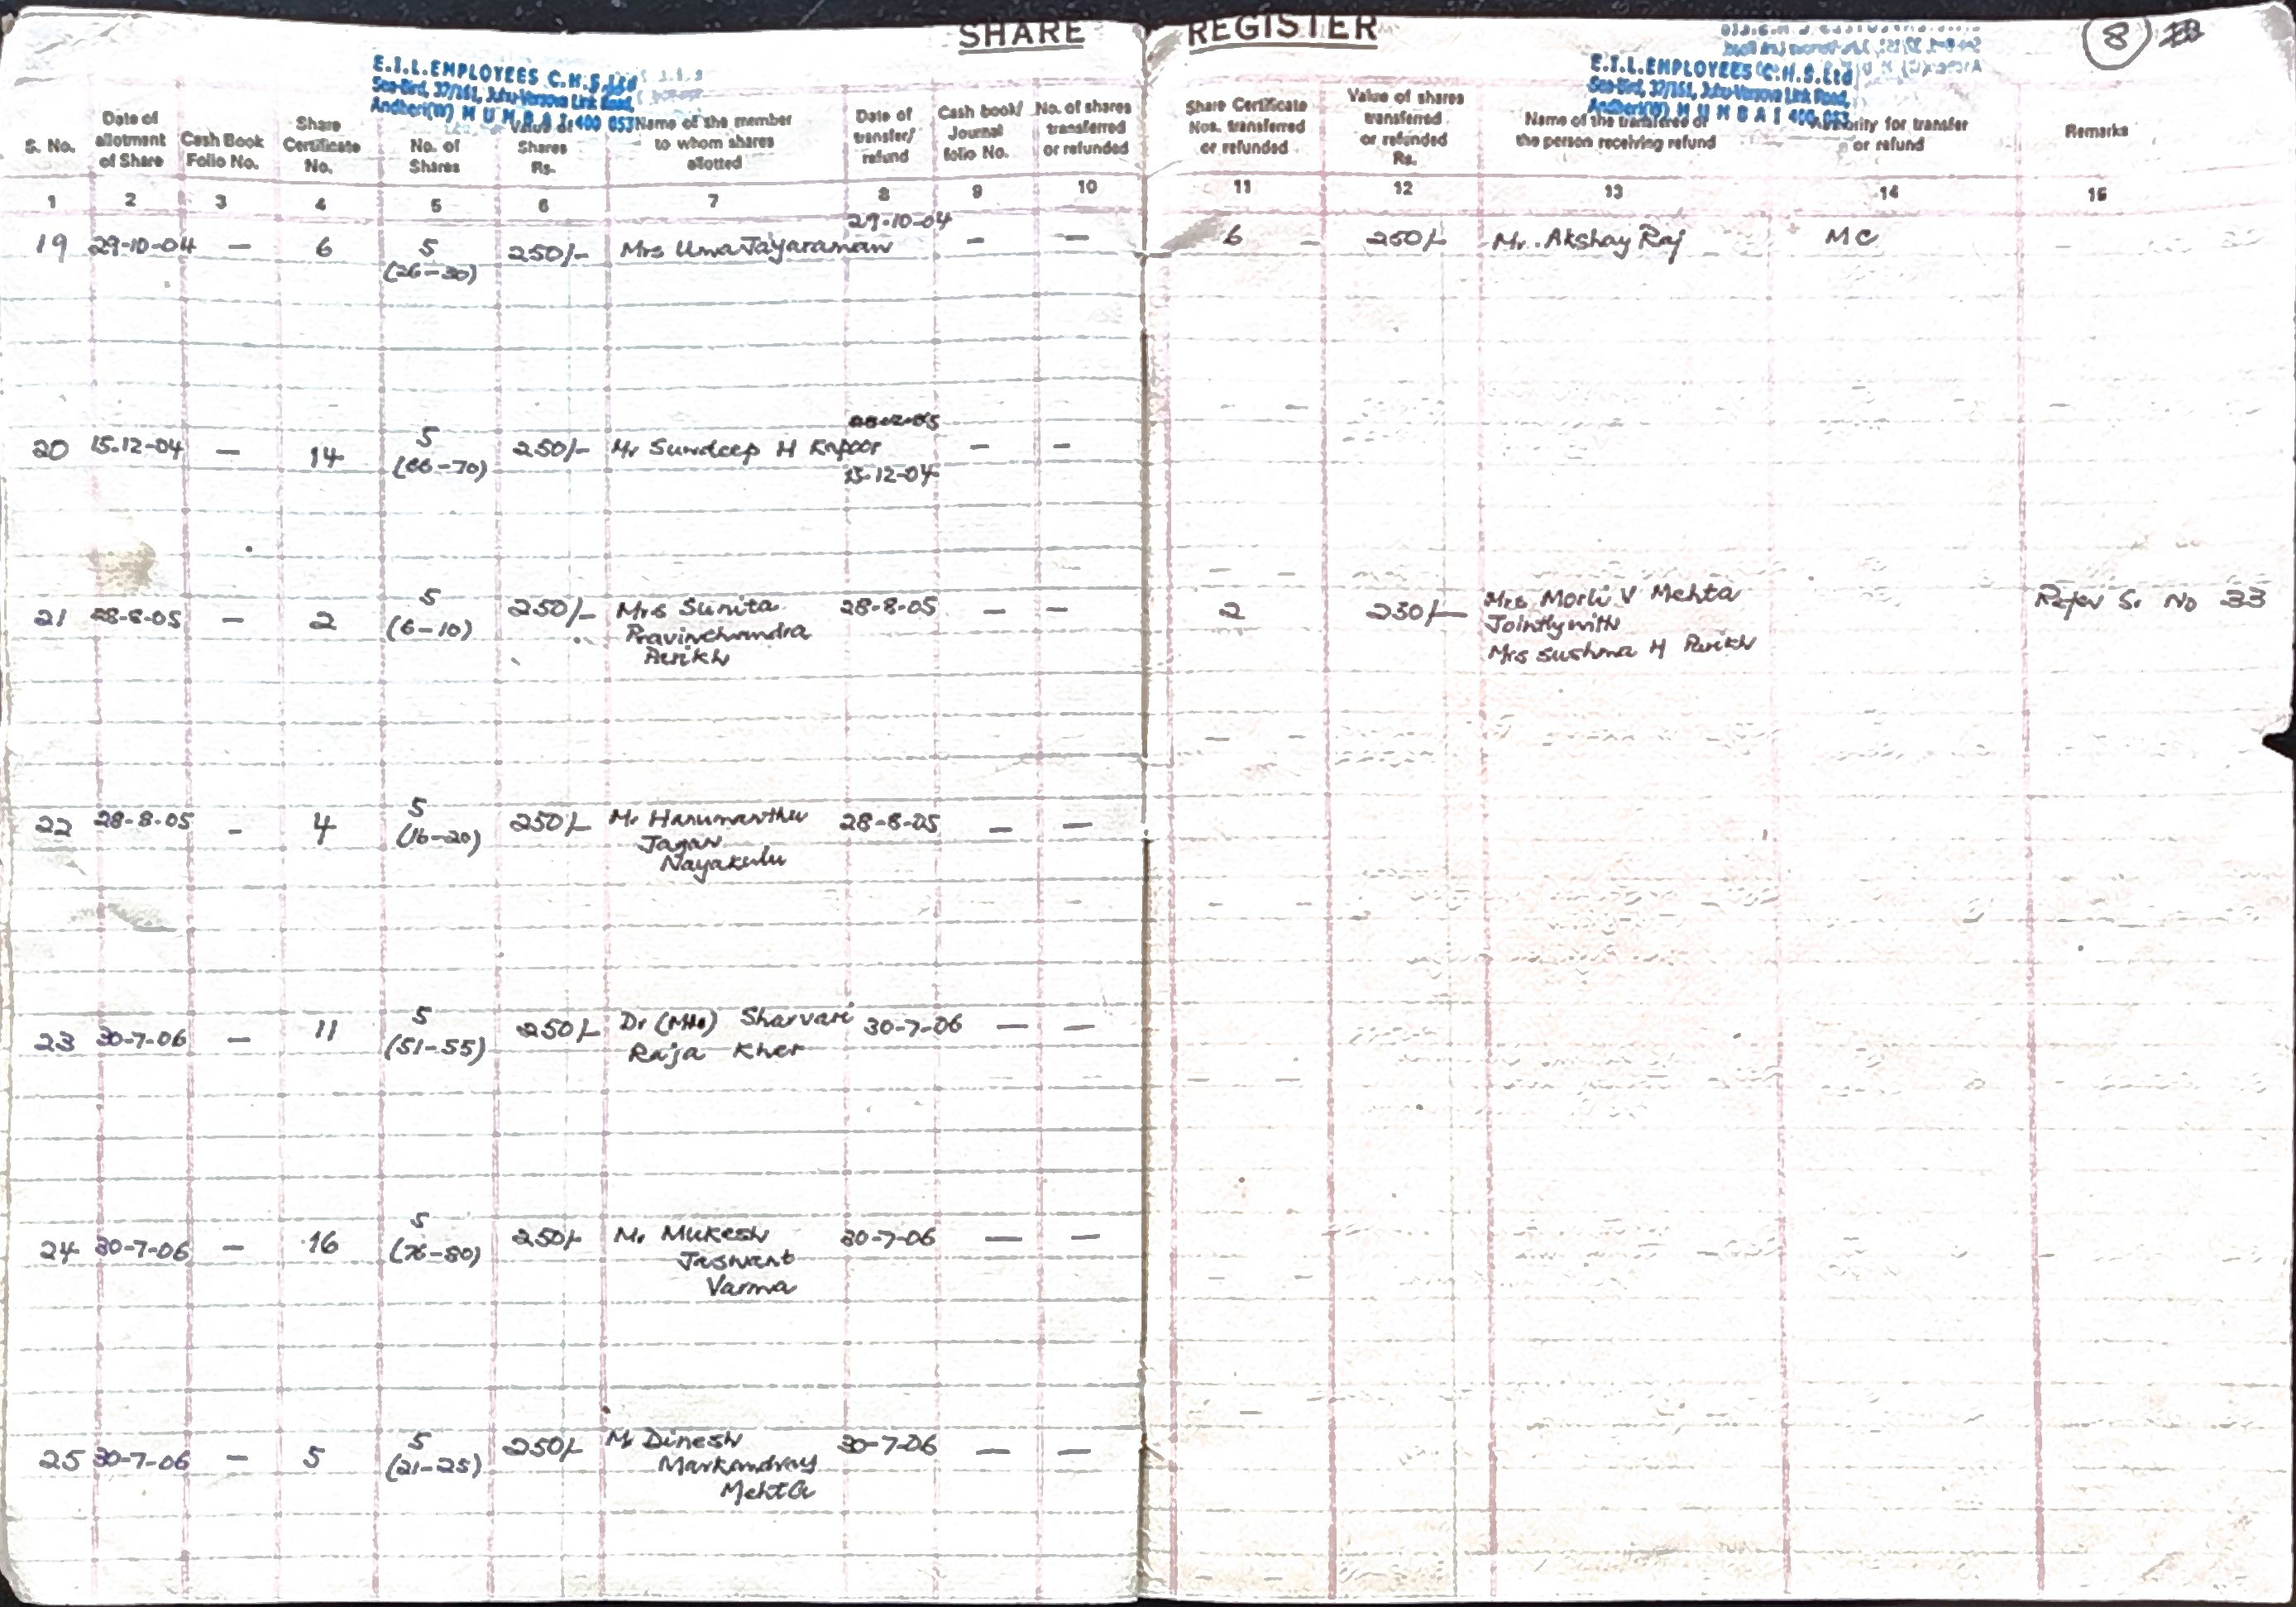 SHARE REGISTER
8
E.I.L.EMPLOYEES C.H.S.Ltd
Sea-Bird, 37/161, Juhu-Versova Link Road,
Andheri(W) M U M B A I 400 053
E.I.L.EMPLOYEES C.H.S.Ltd
Sea-Bird, 37/161, Juhu-Versova Link Road,
Andheri(W) M U M B A I 400 053
S. No.
Date of
allotment
of Share
Cash Book
Folio No.
Share
Certificate
No.
No. of
Shares
Value of
Shares
Rs.
Name of the member
to whom shares
allotted
Date of
transfer/
refund
Cash book/
Journal
folio No.
No. of shares
transferred
or refunded
Share Certificate
Nos. transferred
or refunded
Value of shares
transferred
or refunded
Rs.
Name of the transferee or
the person receiving refund
Authority for transfer
or refund
Remarks
1 2 3 4 5 6 7 8 9 10 11 12 13 14 15
29-10-04
19 29-10-04 — 6 5 250/- Mrs Uma Jayaraman — — 6 250/- Mr. Akshay Raj MC
(26-30)
20 15-12-04 — 14 5 250/- Mr Sundeep H Kapoor — —
(66-70)
15-12-04
21 28-8-05 — 2 5 250/- Mrs Sunita 28-8-05 — — 2 250/- Mrs Morli V Mehta Refer Sr No 33
(6-10) Pravinchandra Jointly with
Parikh Mrs Sushma H Parikh
22 28-8-05 — 4 5 250/- Mr Hanumanthu 28-8-05 — —
(16-20) Jagan
Nayakulu
23 30-7-06 — 11 5 250/- Dr (Mrs) Sharvari 30-7-06 — —
(51-55) Raja Kher
24 30-7-06 — 16 5 250/- Mr Mukesh 30-7-06 — —
(76-80) Jaswant
Varma
25 30-7-06 — 5 5 250/- Mr Dinesh 30-7-06 — —
(21-25) Markandray
Mehta